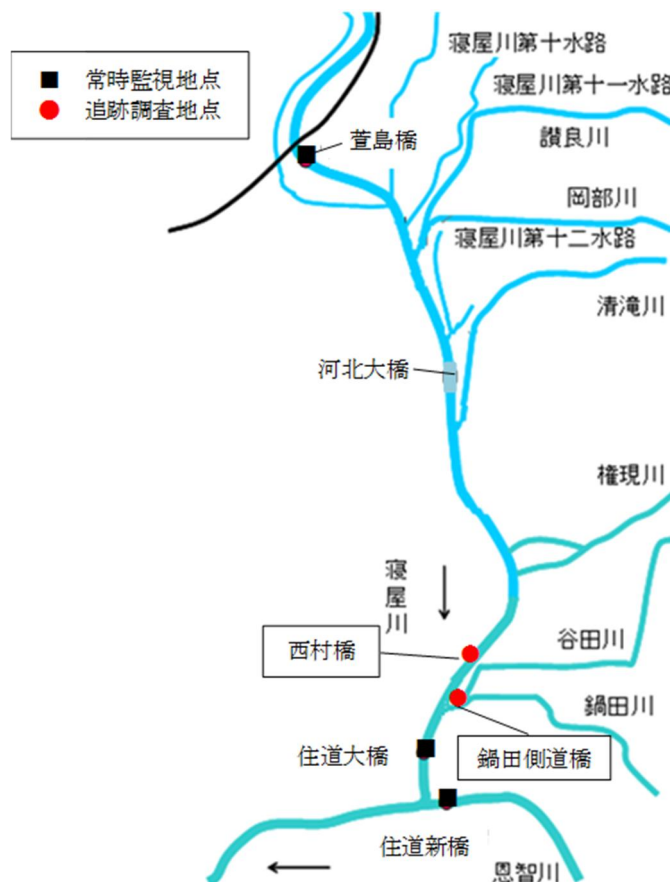 常時監視地点
追跡調査地点
寝屋川第十水路
寝屋川第十一水路
讃良川
萱島橋
岡部川
寝屋川第十二水路
清滝川
河北大橋
権現川
寝屋川
谷田川
西村橋
鍋田川
住道大橋
鍋田側道橋
住道新橋
恩智川